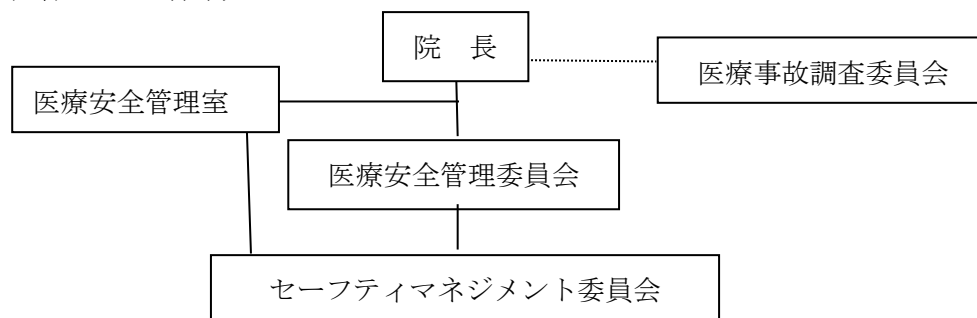 院　長
医療事故調査委員会
医療安全管理室
医療安全管理委員会
セーフティマネジメント委員会